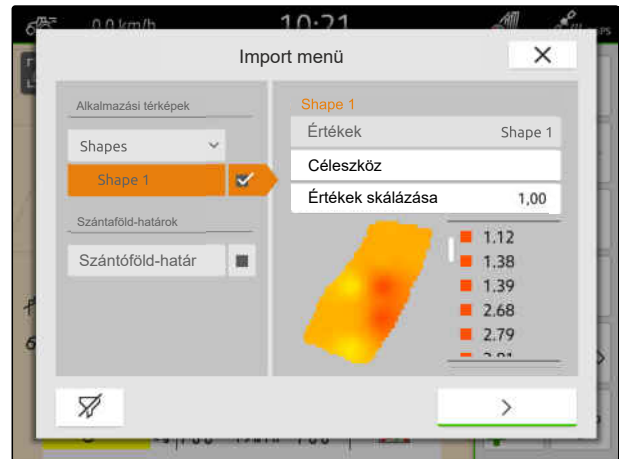 0.0 km/h
10:21
Import menü
Alkalmazási térképek
Shapes
Shape 1
Szántaföld-határok
Szántóföld-határ
Shape 1
Értékek Shape 1
Céleszköz
Értékek skálázása 1,00
1.12
1.38
1.39
2.68
2.79